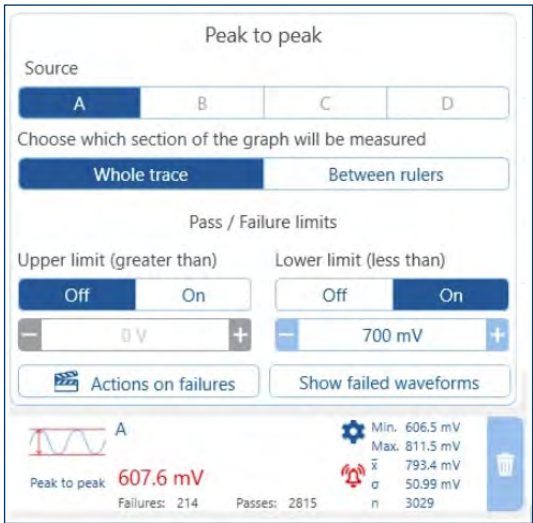 Peak to peak
Source
A B C D
Choose which section of the graph will be measured
Whole trace Between rulers
Pass / Failure limits
Upper limit (greater than) Lower limit (less than)
Off On Off On
− 0 V + − 700 mV +
Actions on failures Show failed waveforms
A Min. 606.5 mV
Max. 811.5 mV
Peak to peak 607.6 mV x̄ 793.4 mV
σ 50.99 mV
Failures: 214 Passes: 2815 n 3029